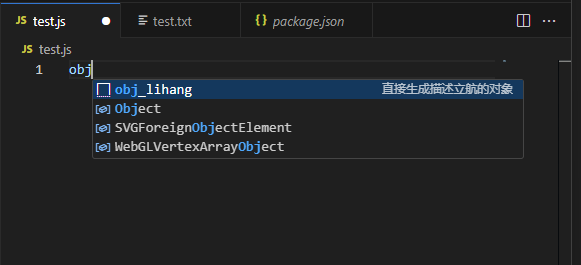 JS test.js test.txt {} package.json ...
JS test.js
1 obj
obj_lihang 直接生成描述立航的对象
Object
SVGForeignObjectElement
WebGLVertexArrayObject